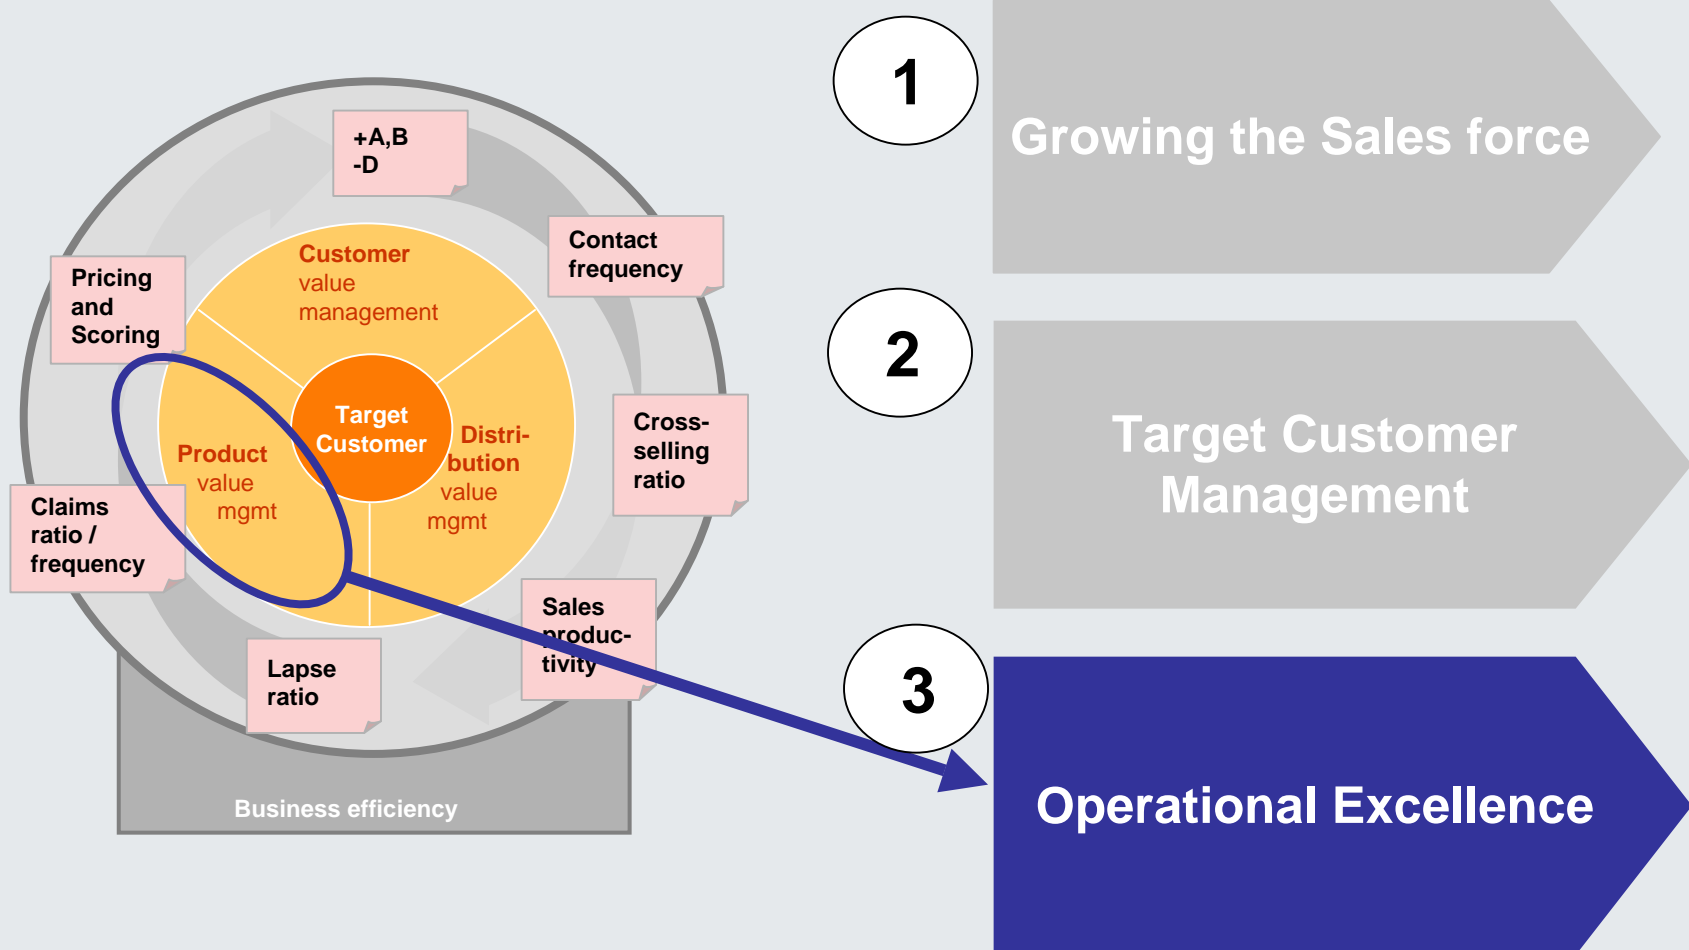 +A,B
-D
Contact
frequency
Cross-
selling
ratio
Sales
produc-
tivity
Lapse
ratio
Claims
ratio /
frequency
Pricing
and
Scoring
Customer
value
management
Distri-
bution
value
mgmt
Product
value
mgmt
Target
Customer
Business efficiency
1
Growing the Sales force
2
Target Customer
Management
3
Operational Excellence